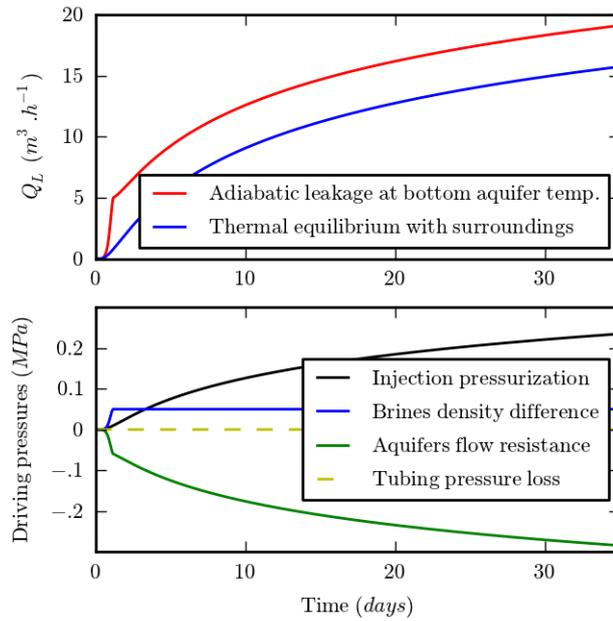 20
15
10
5
0
Q_L (m^3 .h^{-1})
Adiabatic leakage at bottom aquifer temp.
Thermal equilibrium with surroundings
0 10 20 30
0.2
0.1
0
−.1
−.2
Driving pressures (MPa)
Injection pressurization
Brines density difference
Aquifers flow resistance
Tubing pressure loss
0 10 20 30
Time (days)